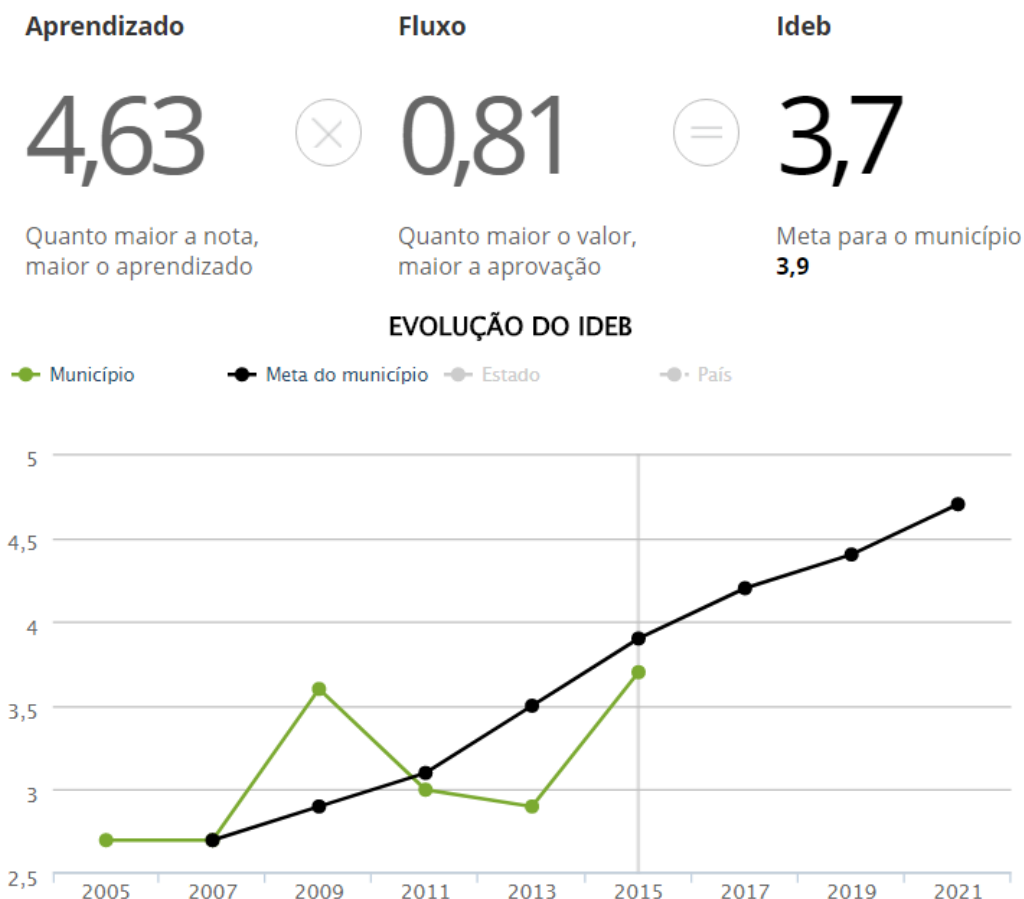 Aprendizado
Fluxo
Ideb
4,63
0,81
3,7
Quanto maior a nota,
maior o aprendizado
Quanto maior o valor,
maior a aprovação
Meta para o município
3,9
EVOLUÇÃO DO IDEB
Município
Meta do município
Estado
País
5
4,5
4
3,5
3
2,5
2005 2007 2009 2011 2013 2015 2017 2019 2021